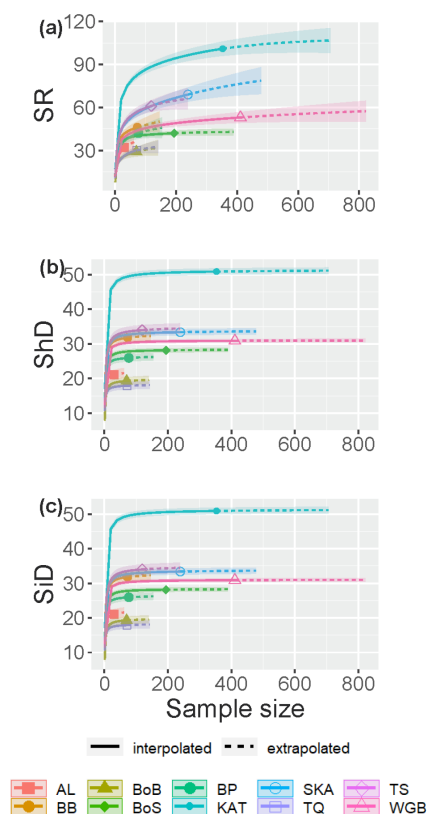 (a)
SR
120
90
60
30
0 200 400 600 800
(b)
ShD
50
40
30
20
10
0 200 400 600 800
(c)
SiD
50
40
30
20
10
0 200 400 600 800
Sample size
interpolated extrapolated
AL BoB BP SKA TS
BB BoS KAT TQ WGB